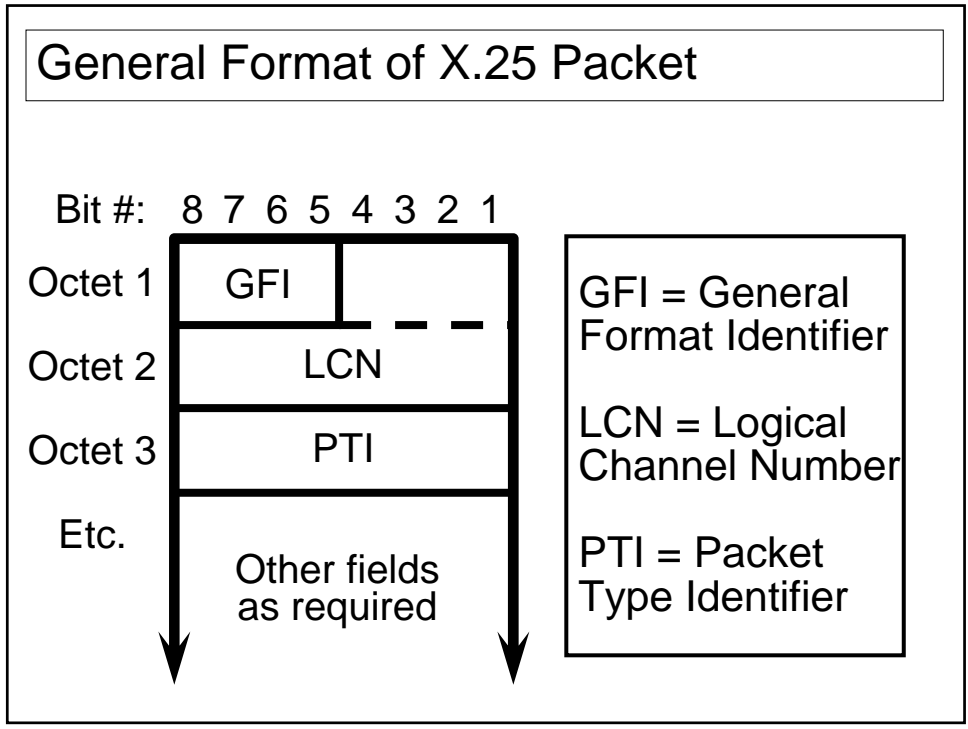 General Format of X.25 Packet
Bit #: 8 7 6 5 4 3 2 1
Octet 1 GFI
Octet 2 LCN
Octet 3 PTI
Etc.
Other fields
as required
GFI = General
Format Identifier
LCN = Logical
Channel Number
PTI = Packet
Type Identifier